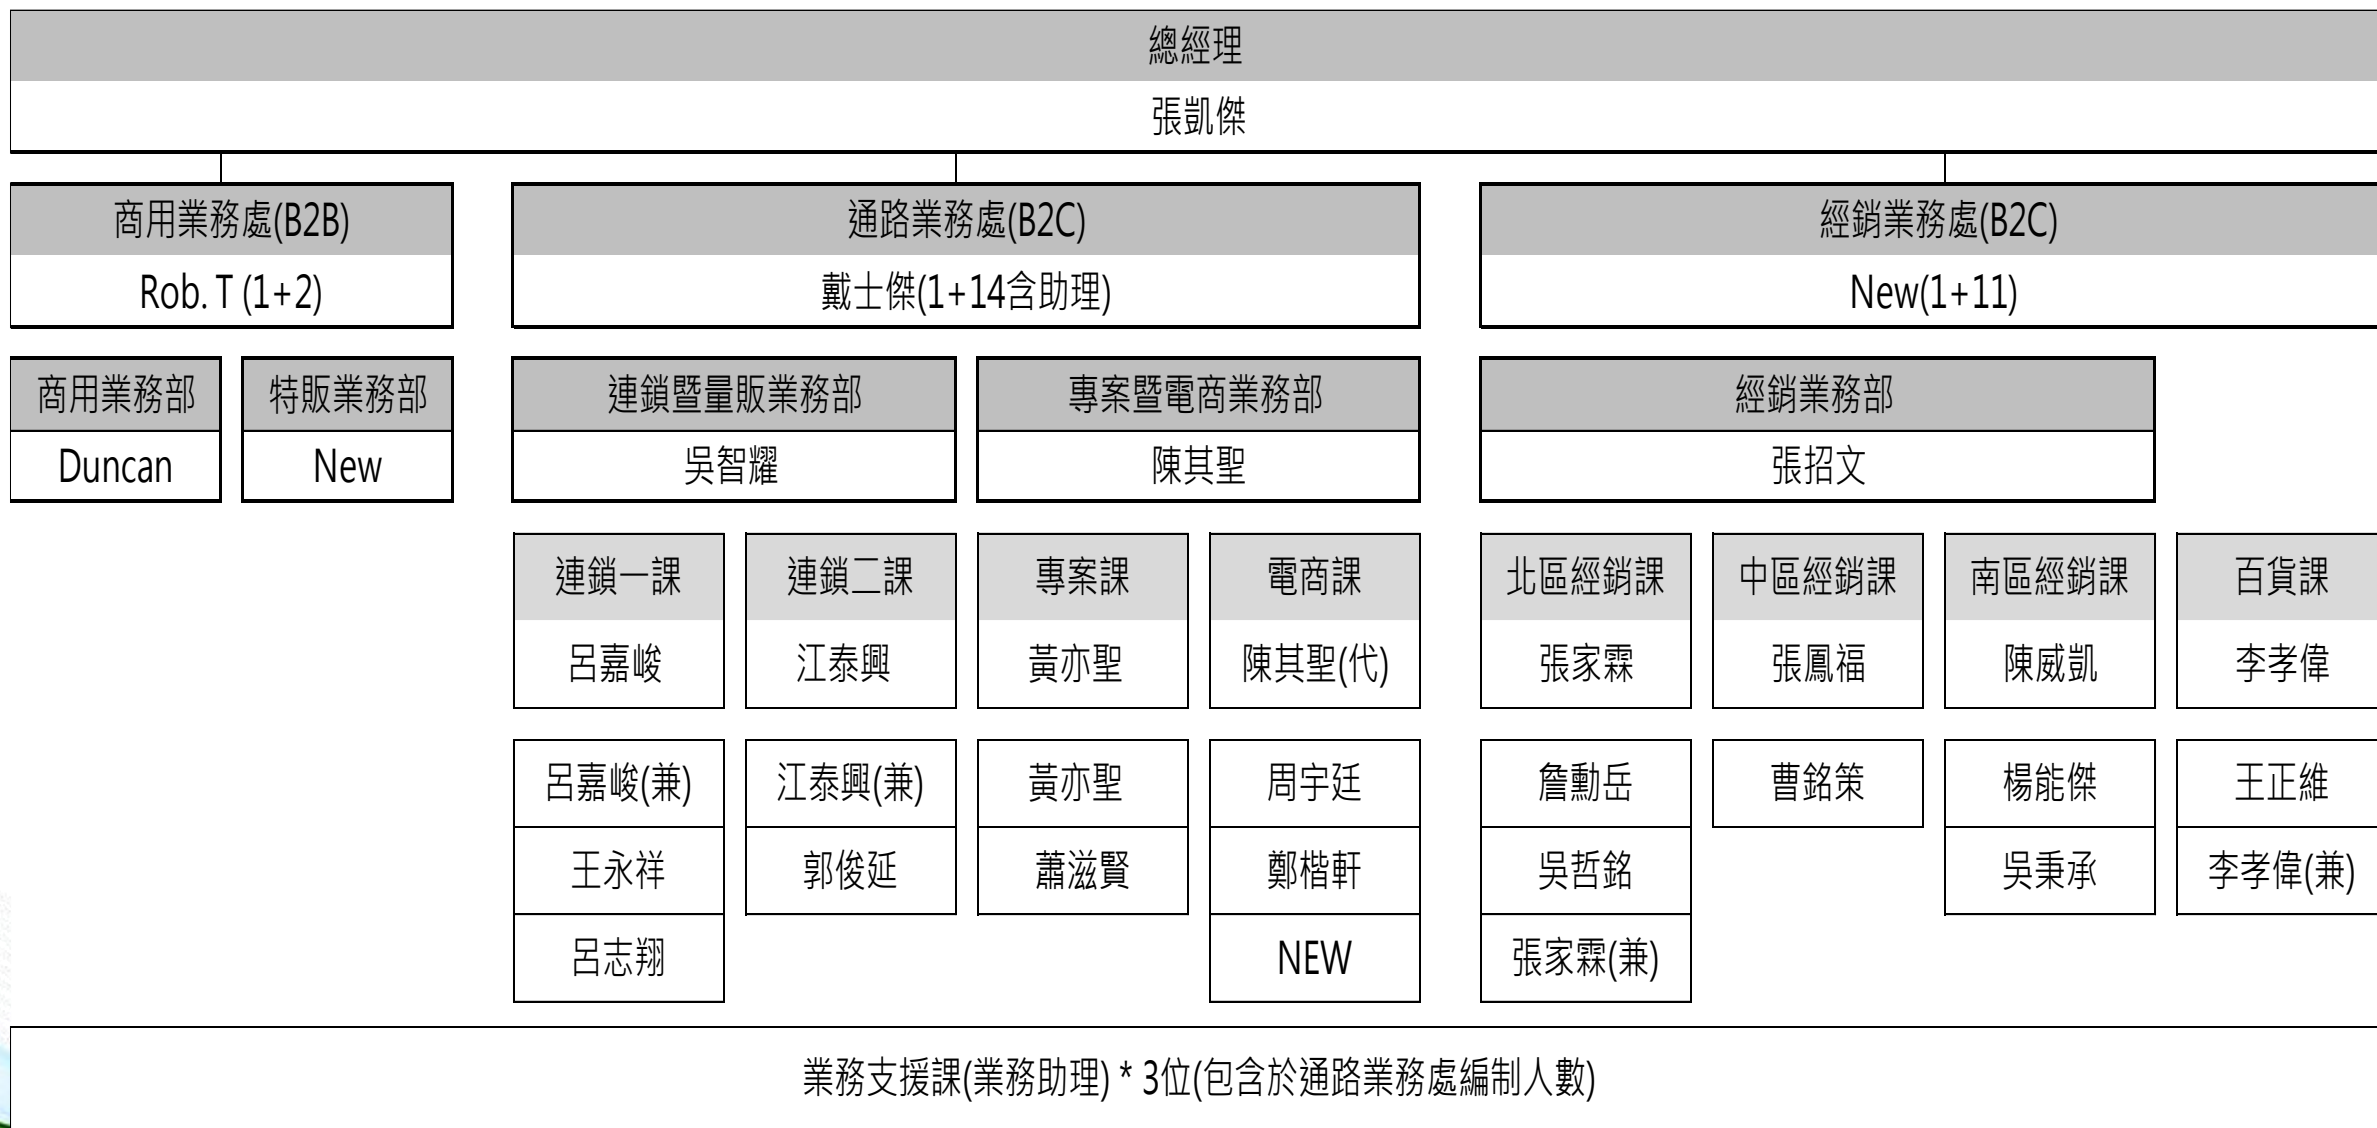 總經理
張凱傑
商用業務處(B2B)
通路業務處(B2C)
經銷業務處(B2C)
Rob. T (1+2)
戴士傑(1+14含助理)
New(1+11)
商用業務部
特販業務部
連鎖暨量販業務部
專案暨電商業務部
經銷業務部
Duncan
New
吳智耀
陳其聖
張招文
連鎖一課
連鎖二課
專案課
電商課
北區經銷課
中區經銷課
南區經銷課
百貨課
呂嘉峻
江泰興
黃亦聖
陳其聖(代)
張家霖
張鳳福
陳威凱
李孝偉
呂嘉峻(兼)
江泰興(兼)
黃亦聖
周宇廷
詹勳岳
曹銘策
楊能傑
王正維
王永祥
郭俊延
蕭滋賢
鄭楷軒
吳哲銘
吳秉承
李孝偉(兼)
呂志翔
NEW
張家霖(兼)
業務支援課(業務助理) * 3位(包含於通路業務處編制人數)